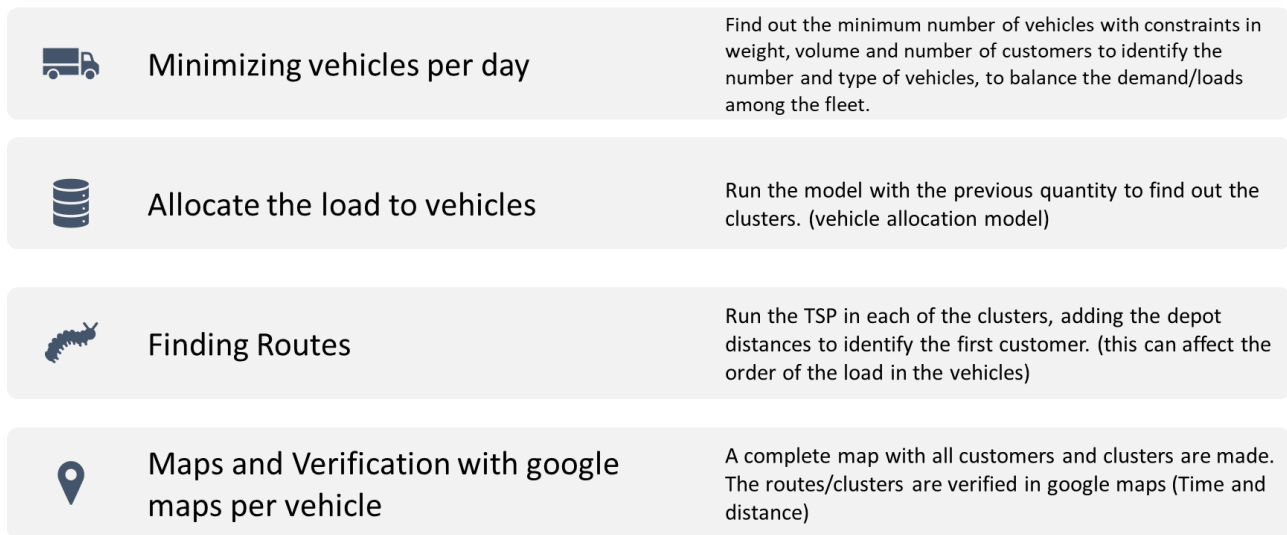 Minimizing vehicles per day
Find out the minimum number of vehicles with constraints in
weight, volume and number of customers to identify the
number and type of vehicles, to balance the demand/loads
among the fleet.
Allocate the load to vehicles
Run the model with the previous quantity to find out the
clusters. (vehicle allocation model)
Finding Routes
Run the TSP in each of the clusters, adding the depot
distances to identify the first customer. (this can affect the
order of the load in the vehicles)
Maps and Verification with google
maps per vehicle
A complete map with all customers and clusters are made.
The routes/clusters are verified in google maps (Time and
distance)